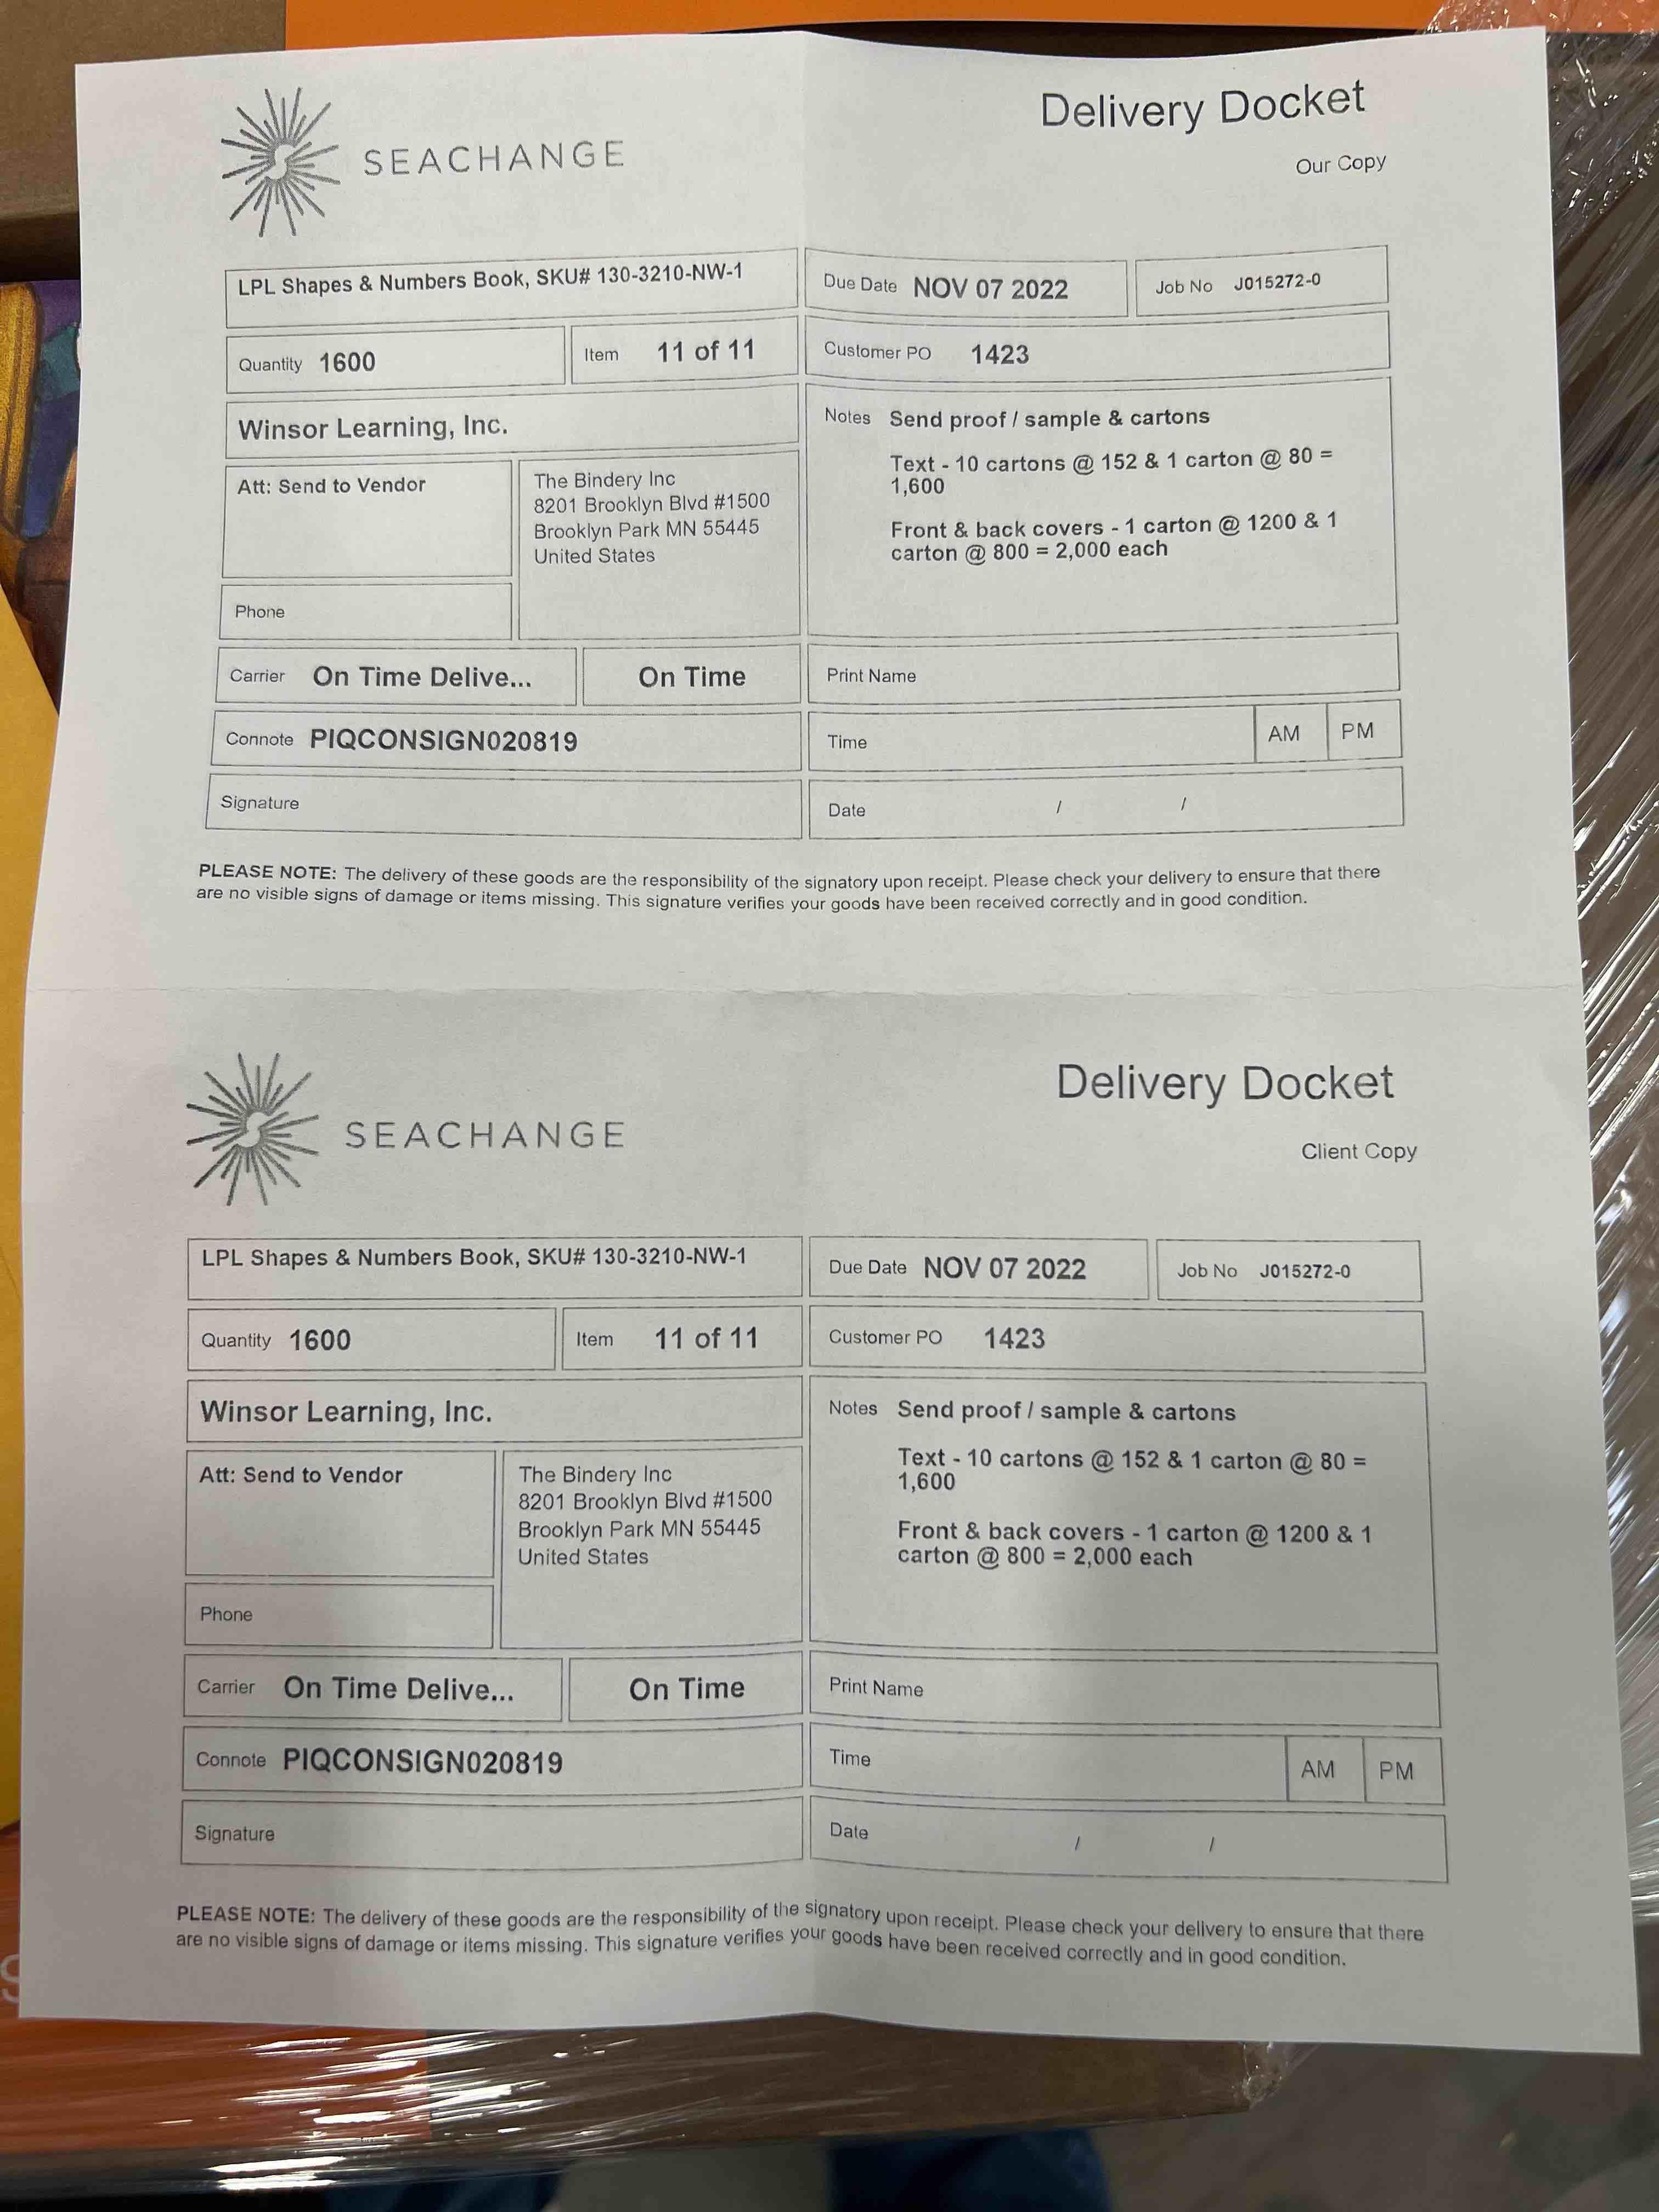 SEACHANGE
Delivery Docket
Our Copy
LPL Shapes & Numbers Book, SKU# 130-3210-NW-1
Due Date NOV 07 2022
Job No J015272-0
Quantity 1600
Item 11 of 11
Customer PO 1423
Winsor Learning, Inc.
Notes Send proof / sample & cartons
Text - 10 cartons @ 152 & 1 carton @ 80 =
1,600
Front & back covers - 1 carton @ 1200 & 1
carton @ 800 = 2,000 each
Att: Send to Vendor
The Bindery Inc
8201 Brooklyn Blvd #1500
Brooklyn Park MN 55445
United States
Phone
Carrier On Time Delive...
On Time
Print Name
Connote PIQCONSIGN020819
Time
AM
PM
Signature
Date / /
PLEASE NOTE: The delivery of these goods are the responsibility of the signatory upon receipt. Please check your delivery to ensure that there
are no visible signs of damage or items missing. This signature verifies your goods have been received correctly and in good condition.
SEACHANGE
Delivery Docket
Client Copy
LPL Shapes & Numbers Book, SKU# 130-3210-NW-1
Due Date NOV 07 2022
Job No J015272-0
Quantity 1600
Item 11 of 11
Customer PO 1423
Winsor Learning, Inc.
Notes Send proof / sample & cartons
Text - 10 cartons @ 152 & 1 carton @ 80 =
1,600
Front & back covers - 1 carton @ 1200 & 1
carton @ 800 = 2,000 each
Att: Send to Vendor
The Bindery Inc
8201 Brooklyn Blvd #1500
Brooklyn Park MN 55445
United States
Phone
Carrier On Time Delive...
On Time
Print Name
Connote PIQCONSIGN020819
Time
AM
PM
Signature
Date / /
PLEASE NOTE: The delivery of these goods are the responsibility of the signatory upon receipt. Please check your delivery to ensure that there
are no visible signs of damage or items missing. This signature verifies your goods have been received correctly and in good condition.